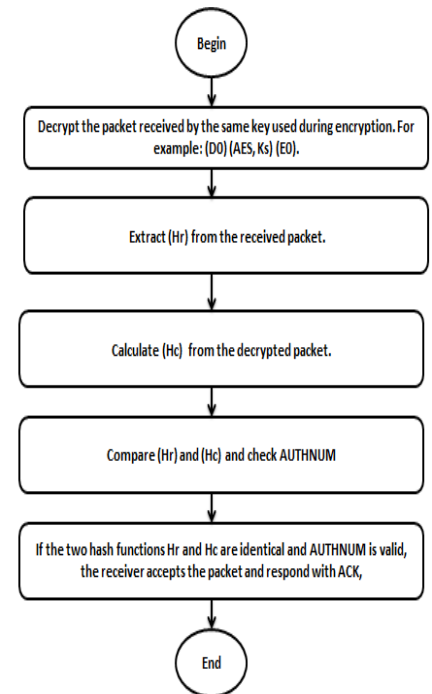 Begin
Decrypt the packet received by the same key used during encryption. For
example: (D0) (AES, Ks) (E0).
Extract (Hr) from the received packet.
Calculate (Hc) from the decrypted packet.
Compare (Hr) and (Hc) and check AUTHNUM
If the two hash functions Hr and Hc are identical and AUTHNUM is valid,
the receiver accepts the packet and respond with ACK,
End